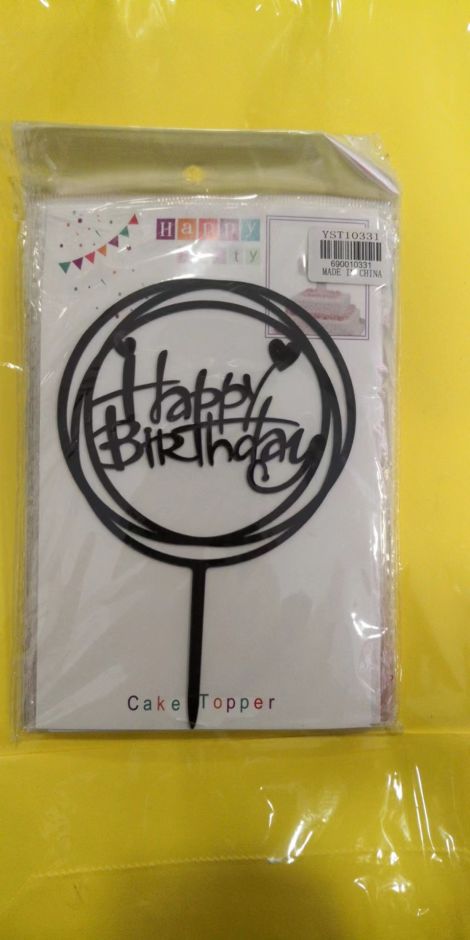 Happy
Party
YST10331
690010331
MADE IN CHINA
Happy
Birthday
Cake Topper